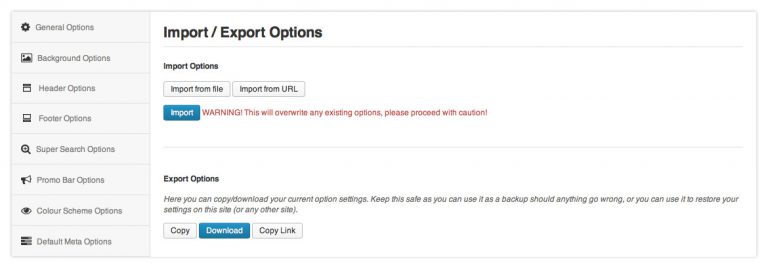 General Options
Background Options
Header Options
Footer Options
Super Search Options
Promo Bar Options
Colour Scheme Options
Default Meta Options
Import / Export Options
Import Options
Import from file Import from URL
Import WARNING! This will overwrite any existing options, please proceed with caution!
Export Options
Here you can copy/download your current option settings. Keep this safe as you can use it as a backup should anything go wrong, or you can use it to restore your
settings on this site (or any other site).
Copy Download Copy Link